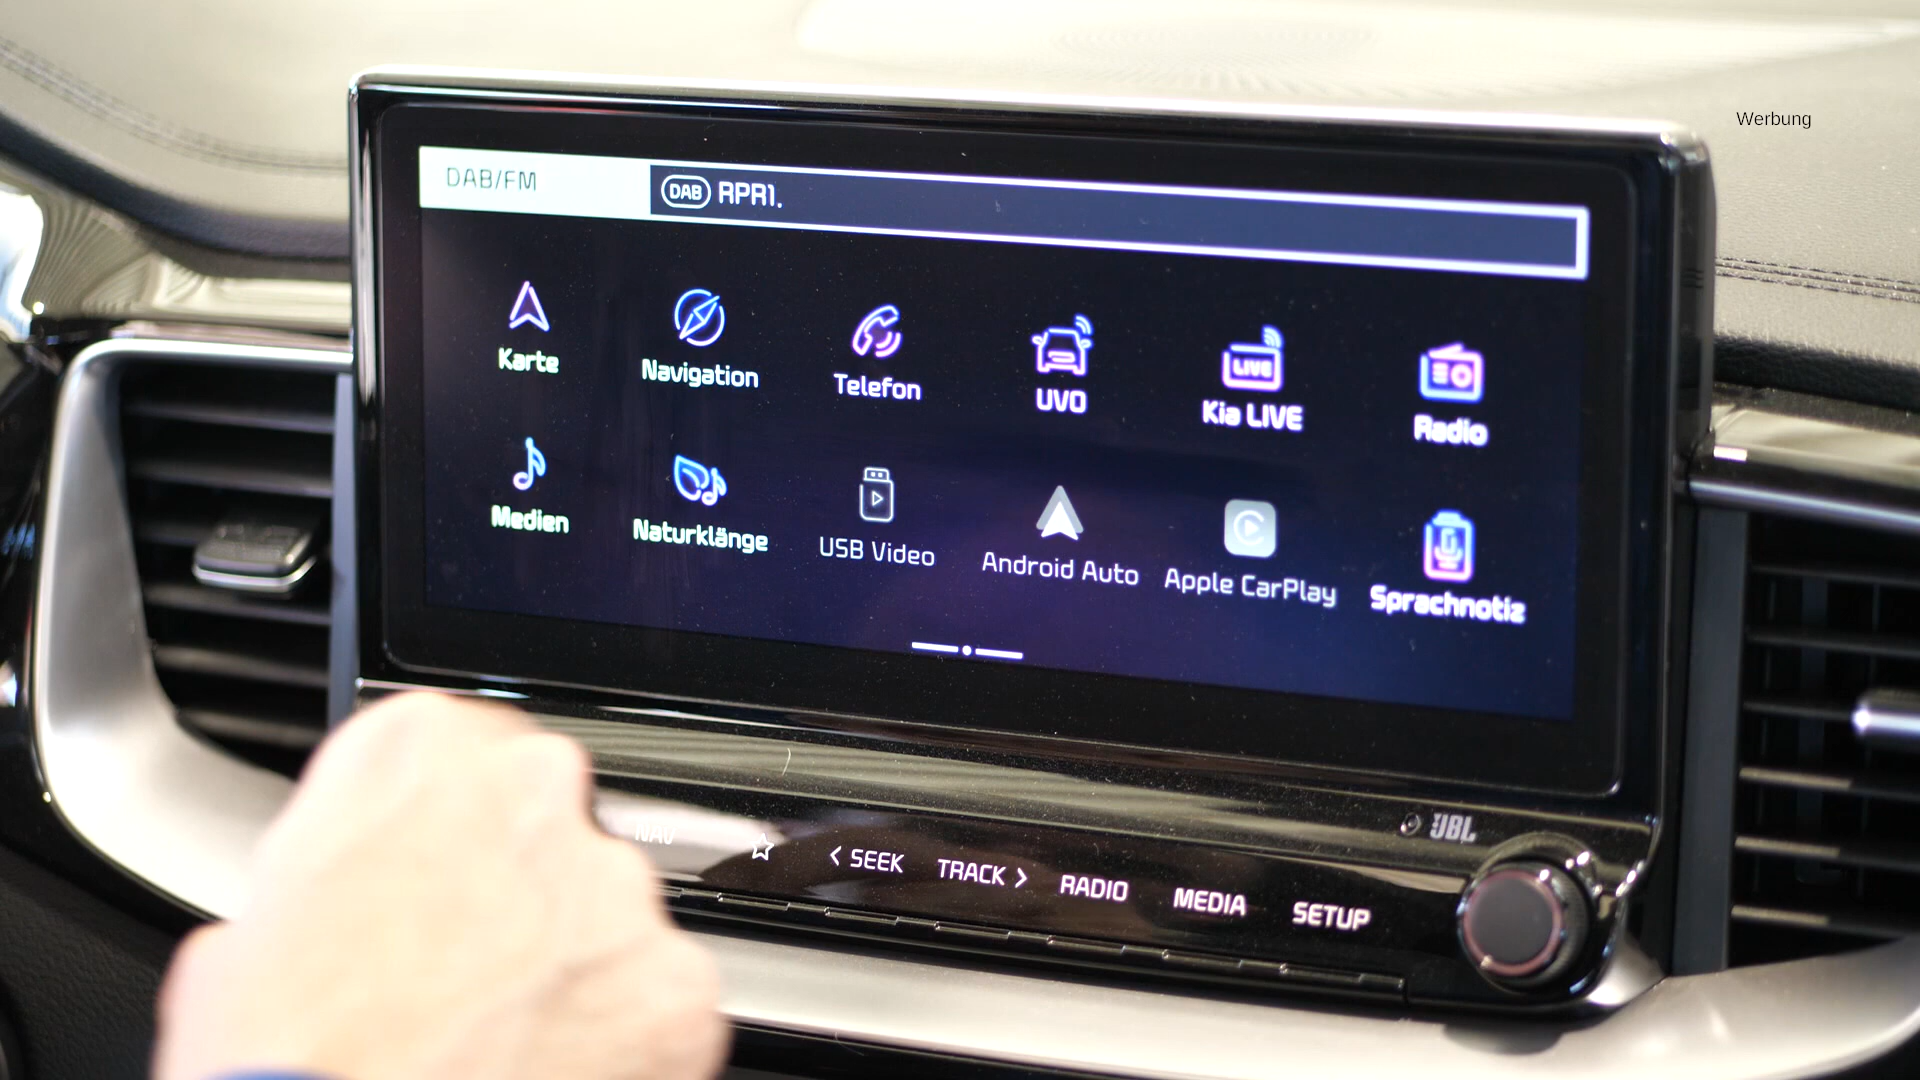 Werbung
DAB/FM
DAB RPR1.
Karte
Navigation
Telefon
UVO
LIVE
Kia LIVE
Radio
Medien
Naturklänge
USB Video
Android Auto
Apple CarPlay
Sprachnotiz
JBL
NAV
< SEEK
TRACK >
RADIO
MEDIA
SETUP